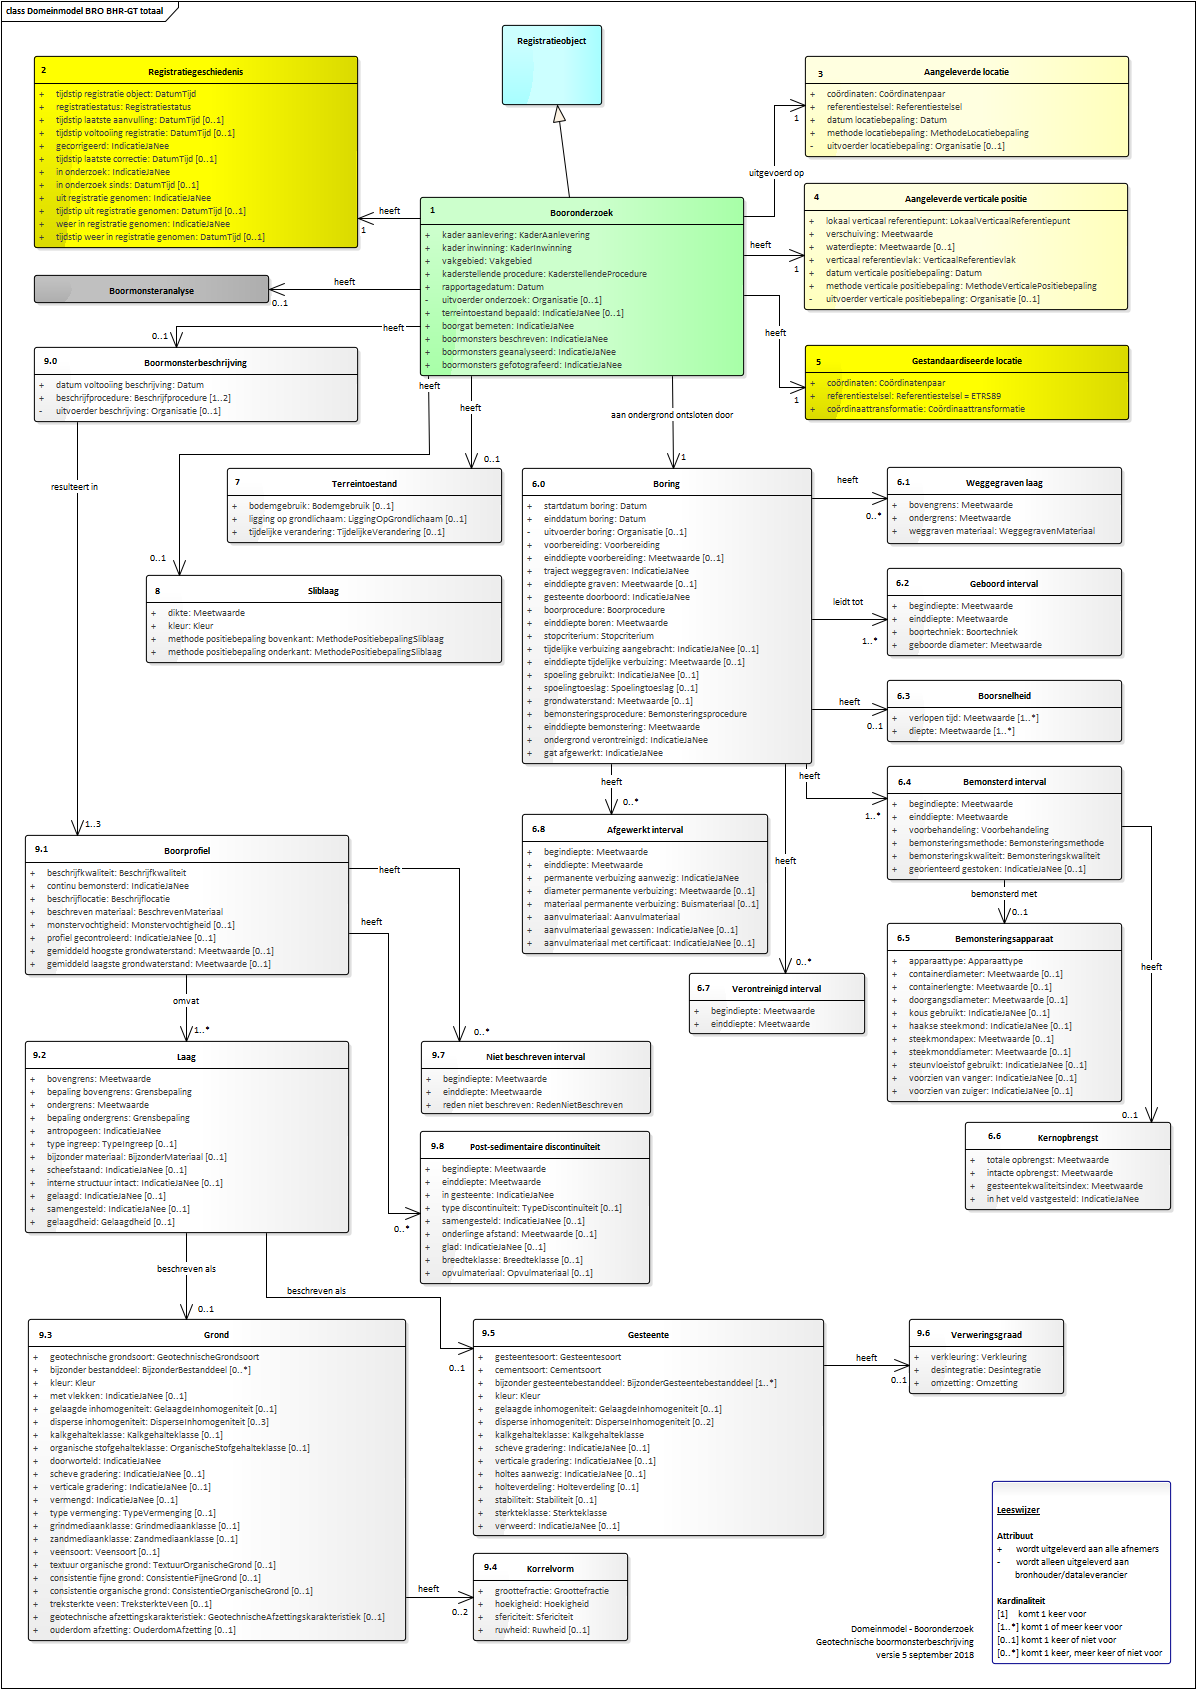 class Domeinmodel BRO BHR-GT totaal
Registratieobject
2 Registratiegeschiedenis
+ tijdstip registratie object: DatumTijd
+ registratiestatus: Registratiestatus
+ tijdstip laatste aanvulling: DatumTijd [0..1]
+ tijdstip voltooiing registratie: DatumTijd [0..1]
+ gecorrigeerd: IndicatieJaNee
+ tijdstip laatste correctie: DatumTijd [0..1]
+ in onderzoek: IndicatieJaNee
+ in onderzoek sinds: DatumTijd [0..1]
+ uit registratie genomen: IndicatieJaNee
+ tijdstip uit registratie genomen: DatumTijd [0..1]
+ weer in registratie genomen: IndicatieJaNee
+ tijdstip weer in registratie genomen: DatumTijd [0..1]
3 Aangeleverde locatie
+ coördinaten: Coördinatenpaar
+ referentiestelsel: Referentiestelsel
+ datum locatiebepaling: Datum
+ methode locatiebepaling: MethodeLocatiebepaling
- uitvoerder locatiebepaling: Organisatie [0..1]
1
uitgevoerd op
4 Aangeleverde verticale positie
+ lokaal verticaal referentiepunt: LokaalVerticaalReferentiepunt
+ verschuiving: Meetwaarde
+ waterdiepte: Meetwaarde [0..1]
+ verticaal referentievlak: VerticaalReferentievlak
+ datum verticale positiebepaling: Datum
+ methode verticale positiebepaling: MethodeVerticalePositiebepaling
- uitvoerder verticale positiebepaling: Organisatie [0..1]
heeft
1
1 Booronderzoek
+ kader aanlevering: KaderAanlevering
+ kader inwinning: KaderInwinning
+ vakgebied: Vakgebied
+ kaderstellende procedure: KaderstellendeProcedure
+ rapportagedatum: Datum
- uitvoerder onderzoek: Organisatie [0..1]
+ terreintoestand bepaald: IndicatieJaNee [0..1]
+ boorgat bemeten: IndicatieJaNee
+ boormonsters beschreven: IndicatieJaNee
+ boormonsters geanalyseerd: IndicatieJaNee
+ boormonsters gefotografeerd: IndicatieJaNee
heeft
1
Boormonsteranalyse
heeft
0..1
heeft
0..1
heeft
1
5 Gestandaardiseerde locatie
+ coördinaten: Coördinatenpaar
+ referentiestelsel: Referentiestelsel = ETRS89
+ coördinaattransformatie: Coördinaattransformatie
9.0 Boormonsterbeschrijving
+ datum voltooiing beschrijving: Datum
+ beschrijfprocedure: Beschrijfprocedure [1..2]
- uitvoerder beschrijving: Organisatie [0..1]
heeft
heeft
0..1
aan ondergrond ontsloten door
1
resulteert in
7 Terreintoestand
+ bodemgebruik: Bodemgebruik [0..1]
+ ligging op grondlichaam: LiggingOpGrondlichaam [0..1]
+ tijdelijke verandering: TijdelijkeVerandering [0..1]
0..1
8 Sliblaag
+ dikte: Meetwaarde
+ kleur: Kleur
+ methode positiebepaling bovenkant: MethodePositiebepalingSliblaag
+ methode positiebepaling onderkant: MethodePositiebepalingSliblaag
6.0 Boring
+ startdatum boring: Datum
+ einddatum boring: Datum
- uitvoerder boring: Organisatie [0..1]
+ voorbereiding: Voorbereiding
+ einddiepte voorbereiding: Meetwaarde [0..1]
+ traject weggegraven: IndicatieJaNee
+ einddiepte graven: Meetwaarde [0..1]
+ gesteente doorboord: IndicatieJaNee
+ boorprocedure: Boorprocedure
+ einddiepte boren: Meetwaarde
+ stopcriterium: Stopcriterium
+ tijdelijke verbuizing aangebracht: IndicatieJaNee [0..1]
+ einddiepte tijdelijke verbuizing: Meetwaarde [0..1]
+ spoeling gebruikt: IndicatieJaNee [0..1]
+ spoelingtoeslag: Spoelingtoeslag [0..1]
+ grondwaterstand: Meetwaarde [0..1]
+ bemonsteringsprocedure: Bemonsteringsprocedure
+ einddiepte bemonstering: Meetwaarde
+ ondergrond verontreinigd: IndicatieJaNee
+ gat afgewerkt: IndicatieJaNee
heeft
0..*
6.1 Weggegraven laag
+ bovengrens: Meetwaarde
+ ondergrens: Meetwaarde
+ weggraven materiaal: WeggegravenMateriaal
leidt tot
1..*
6.2 Geboord interval
+ begindiepte: Meetwaarde
+ einddiepte: Meetwaarde
+ boortechniek: Boortechniek
+ geboorde diameter: Meetwaarde
heeft
0..1
6.3 Boorsnelheid
+ verlopen tijd: Meetwaarde [1..*]
+ diepte: Meetwaarde [1..*]
heeft
1..*
6.4 Bemonsterd interval
+ begindiepte: Meetwaarde
+ einddiepte: Meetwaarde
+ voorbehandeling: Voorbehandeling
+ bemonsteringsmethode: Bemonsteringsmethode
+ bemonsteringskwaliteit: Bemonsteringskwaliteit
+ georienteerd gestoken: IndicatieJaNee [0..1]
heeft
0..*
6.8 Afgewerkt interval
+ begindiepte: Meetwaarde
+ einddiepte: Meetwaarde
+ permanente verbuizing aanwezig: IndicatieJaNee
+ diameter permanente verbuizing: Meetwaarde [0..1]
+ materiaal permanente verbuizing: Buismateriaal [0..1]
+ aanvulmateriaal: Aanvulmateriaal
+ aanvulmateriaal gewassen: IndicatieJaNee [0..1]
+ aanvulmateriaal met certificaat: IndicatieJaNee [0..1]
heeft
0..*
6.7 Verontreinigd interval
+ begindiepte: Meetwaarde
+ einddiepte: Meetwaarde
bemonsterd met
0..1
6.5 Bemonsteringsapparaat
+ apparaattype: Apparaattype
+ containerdiameter: Meetwaarde [0..1]
+ containerlengte: Meetwaarde [0..1]
+ doorgangsdiameter: Meetwaarde [0..1]
+ kous gebruikt: IndicatieJaNee [0..1]
+ haakse steekmond: IndicatieJaNee [0..1]
+ steekmondapex: Meetwaarde [0..1]
+ steekmonddiameter: Meetwaarde [0..1]
+ steunvloeistof gebruikt: IndicatieJaNee [0..1]
+ voorzien van vanger: IndicatieJaNee [0..1]
+ voorzien van zuiger: IndicatieJaNee [0..1]
heeft
0..1
6.6 Kernopbrengst
+ totale opbrengst: Meetwaarde
+ intacte opbrengst: Meetwaarde
+ gesteentekwaliteitsindex: Meetwaarde
+ in het veld vastgesteld: IndicatieJaNee
1..3
9.1 Boorprofiel
+ beschrijfkwaliteit: Beschrijfkwaliteit
+ continu bemonsterd: IndicatieJaNee
+ beschrijflocatie: Beschrijflocatie
+ beschreven materiaal: BeschrevenMateriaal
+ monstervochtigheid: Monstervochtigheid [0..1]
+ profiel gecontroleerd: IndicatieJaNee [0..1]
+ gemiddeld hoogste grondwaterstand: Meetwaarde [0..1]
+ gemiddeld laagste grondwaterstand: Meetwaarde [0..1]
heeft
heeft
omvat
1..*
0..*
9.2 Laag
+ bovengrens: Meetwaarde
+ bepaling bovengrens: Grensbepaling
+ ondergrens: Meetwaarde
+ bepaling ondergrens: Grensbepaling
+ antropogeen: IndicatieJaNee
+ type ingreep: TypeIngreep [0..1]
+ bijzonder materiaal: BijzonderMateriaal [0..1]
+ scheefstaand: IndicatieJaNee [0..1]
+ interne structuur intact: IndicatieJaNee [0..1]
+ gelaagd: IndicatieJaNee [0..1]
+ samengesteld: IndicatieJaNee [0..1]
+ gelaagdheid: Gelaagdheid [0..1]
9.7 Niet beschreven interval
+ begindiepte: Meetwaarde
+ einddiepte: Meetwaarde
+ reden niet beschreven: RedenNietBeschreven
9.8 Post-sedimentaire discontinuïteit
+ begindiepte: Meetwaarde
+ einddiepte: Meetwaarde
+ in gesteente: IndicatieJaNee
+ type discontinuïteit: TypeDiscontinuïteit [0..1]
+ samengesteld: IndicatieJaNee [0..1]
+ onderlinge afstand: Meetwaarde [0..1]
+ glad: IndicatieJaNee [0..1]
+ breedteklasse: Breedteklasse [0..1]
+ opvulmateriaal: Opvulmateriaal [0..1]
0..*
beschreven als
0..1
beschreven als
0..1
9.3 Grond
+ geotechnische grondsoort: GeotechnischeGrondsoort
+ bijzonder bestanddeel: BijzonderBestanddeel [0..*]
+ kleur: Kleur
+ met vlekken: IndicatieJaNee [0..1]
+ gelaagde inhomogeniteit: GelaagdeInhomogeniteit [0..1]
+ disperse inhomogeniteit: DisperseInhomogeniteit [0..3]
+ kalkgehalteklasse: Kalkgehalteklasse [0..1]
+ organische stofgehalteklasse: OrganischeStofgehalteklasse [0..1]
+ doorworteld: IndicatieJaNee
+ scheve gradering: IndicatieJaNee [0..1]
+ verticale gradering: IndicatieJaNee [0..1]
+ vermengd: IndicatieJaNee [0..1]
+ type vermenging: TypeVermenging [0..1]
+ grindmediaanklasse: Grindmediaanklasse [0..1]
+ zandmediaanklasse: Zandmediaanklasse [0..1]
+ veensoort: Veensoort [0..1]
+ textuur organische grond: TextuurOrganischeGrond [0..1]
+ consistentie fijne grond: ConsistentieFijneGrond [0..1]
+ consistentie organische grond: ConsistentieOrganischeGrond [0..1]
+ treksterkte veen: TreksterkteVeen [0..1]
+ geotechnische afzettingskarakteristiek: GeotechnischeAfzettingskarakteristiek [0..1]
+ ouderdom afzetting: OuderdomAfzetting [0..1]
9.5 Gesteente
+ gesteentesoort: Gesteentesoort
+ cementsoort: Cementsoort
+ bijzonder gesteentebestanddeel: BijzonderGesteentebestanddeel [1..*]
+ kleur: Kleur
+ gelaagde inhomogeniteit: GelaagdeInhomogeniteit [0..1]
+ disperse inhomogeniteit: DisperseInhomogeniteit [0..2]
+ kalkgehalteklasse: Kalkgehalteklasse
+ scheve gradering: IndicatieJaNee [0..1]
+ verticale gradering: IndicatieJaNee [0..1]
+ holtes aanwezig: IndicatieJaNee [0..1]
+ holteverdeling: Holteverdeling [0..1]
+ stabiliteit: Stabiliteit [0..1]
+ sterkteklasse: Sterkteklasse
+ verweerd: IndicatieJaNee [0..1]
heeft
0..1
9.6 Verweringsgraad
+ verkleuring: Verkleuring
+ desintegratie: Desintegratie
+ omzetting: Omzetting
heeft
0..2
9.4 Korrelvorm
+ groottefractie: Groottefractie
+ hoekigheid: Hoekigheid
+ sfericiteit: Sfericiteit
+ ruwheid: Ruwheid [0..1]
Leeswijzer
Attribuut
+ wordt uitgeleverd aan alle afnemers
- wordt alleen uitgeleverd aan
bronhouder/dataleverancier
Kardinaliteit
[1] komt 1 keer voor
[1..*] komt 1 of meer keer voor
[0..1] komt 1 keer of niet voor
[0..*] komt 1 keer, meer keer of niet voor
Domeinmodel - Booronderzoek
Geotechnische boormonsterbeschrijving
versie 5 september 2018